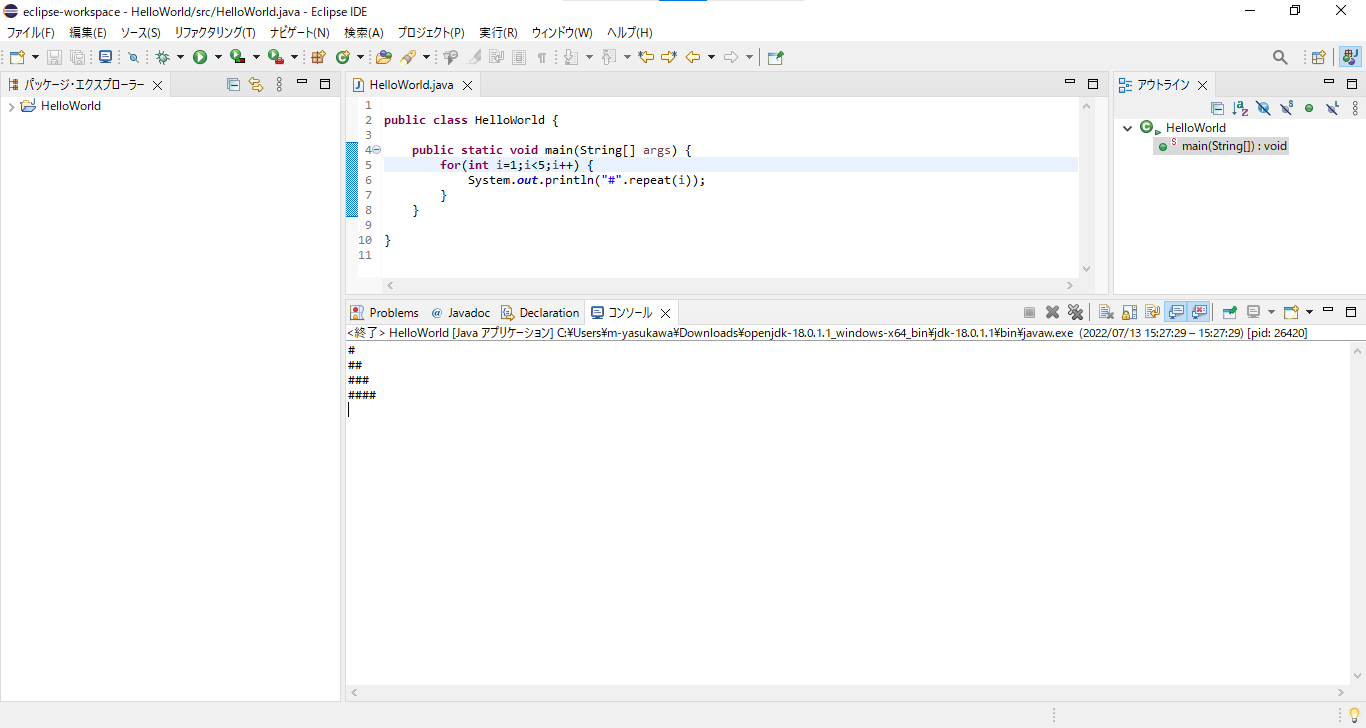 eclipse-workspace - HelloWorld/src/HelloWorld.java - Eclipse IDE
ファイル(F) 編集(E) ソース(S) リファクタリング(T) ナビゲート(N) 検索(A) プロジェクト(P) 実行(R) ウィンドウ(W) ヘルプ(H)
パッケージ・エクスプローラー
HelloWorld
HelloWorld.java
1
2 public class HelloWorld {
3
4 public static void main(String[] args) {
5 for(int i=1;i<5;i++) {
6 System.out.println("#".repeat(i));
7 }
8 }
9
10 }
11
アウトライン
HelloWorld
main(String[]) : void
Problems @ Javadoc Declaration コンソール
<終了> HelloWorld [Java アプリケーション] C:¥Users¥m-yasukawa¥Downloads¥openjdk-18.0.1.1_windows-x64_bin¥jdk-18.0.1.1¥bin¥javaw.exe (2022/07/13 15:27:29 – 15:27:29) [pid: 26420]
#
##
###
####